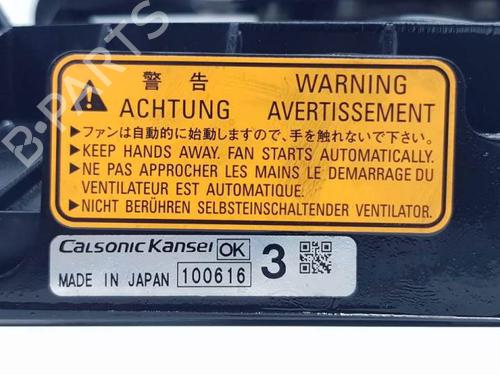 警告 WARNING
ACHTUNG AVERTISSEMENT
▶ファンは自動的に始動しますので、手を触れないで下さい。
▶KEEP HANDS AWAY. FAN STARTS AUTOMATICALLY.
▶NE PAS APPROCHER LES MAINS LE DEMARRAGE DU
VENTILATEUR EST AUTOMATIQUE.
▶NICHT BERÜHREN SELBSTEINSCHALTENDER VENTILATOR.
Calsonic Kansei OK 3
MADE IN JAPAN 100616
B-PARTS